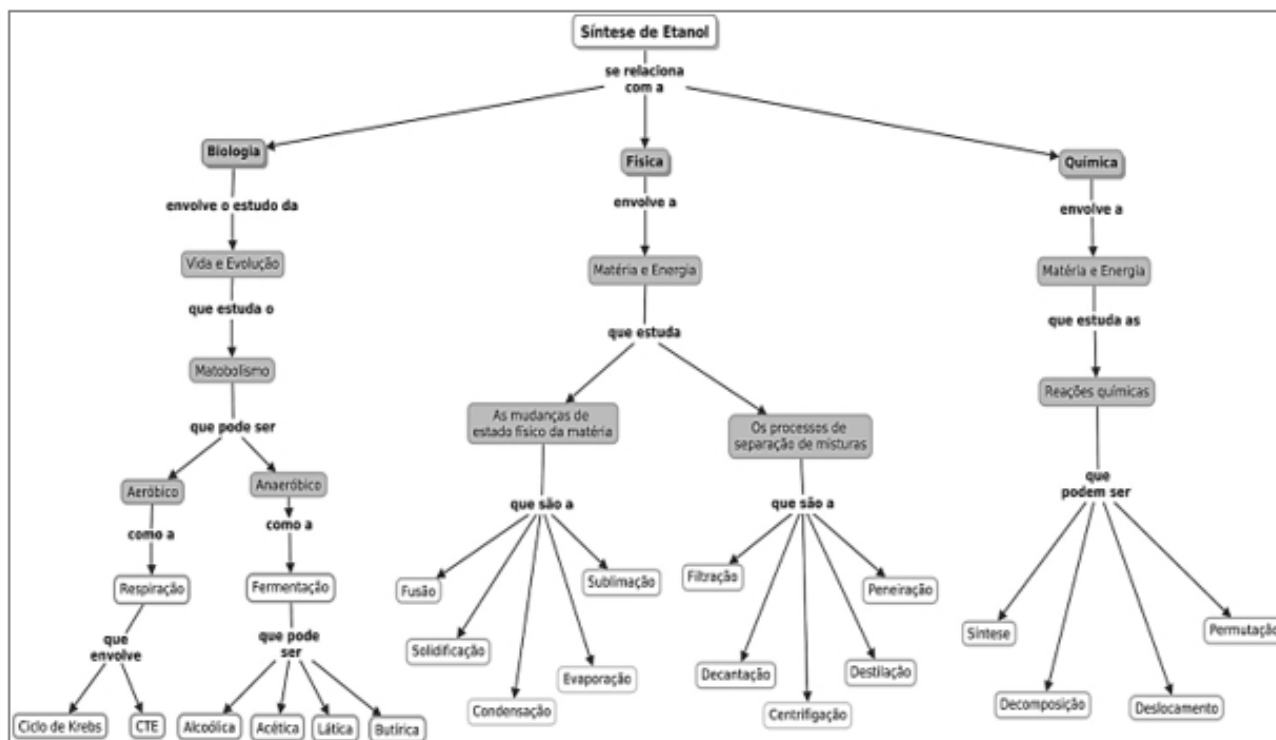 Síntese de Etanol
se relaciona
com a
Biologia
Física
Química
envolve o estudo da
envolve a
envolve a
Vida e Evolução
Matéria e Energia
Matéria e Energia
que estuda o
que estuda
que estuda as
Matobolismo
As mudanças de
estado físico da matéria
Os processos de
separação de misturas
Reações químicas
que pode ser
Aeróbico
Anaeróbico
que são a
que são a
que
podem ser
como a
como a
Respiração
Fermentação
Fusão
Sublimação
Filtração
Peneiração
que
envolve
que pode
ser
Solidificação
Evaporação
Decantação
Destilação
Síntese
Permutação
Ciclo de Krebs
CTE
Alcoólica
Acética
Lática
Butírica
Condensação
Centrifigação
Decomposição
Deslocamento